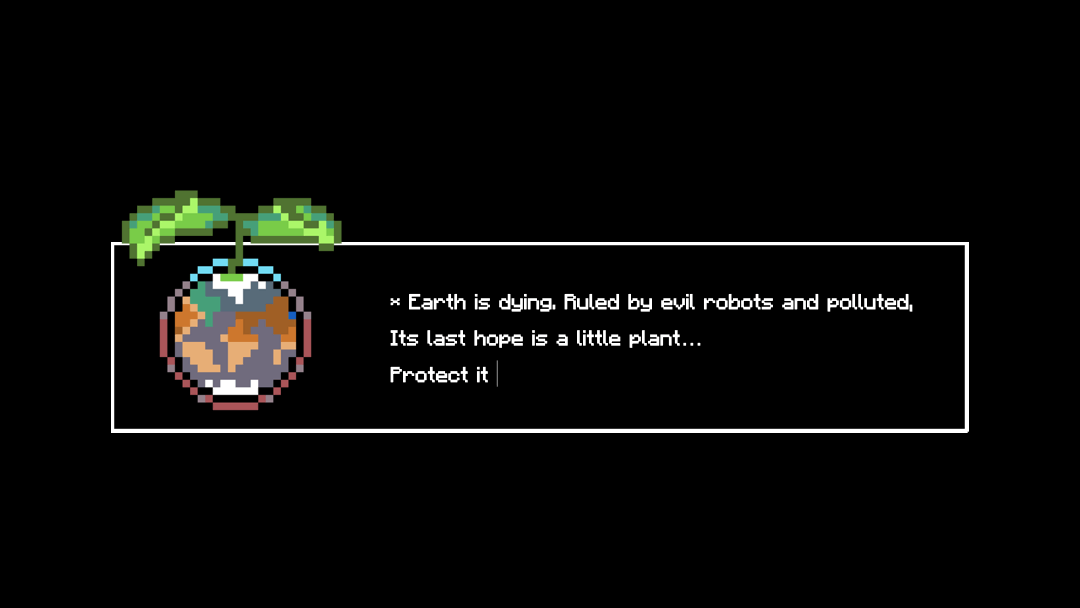 * Earth is dying. Ruled by evil robots and polluted,
Its last hope is a little plant...
Protect it